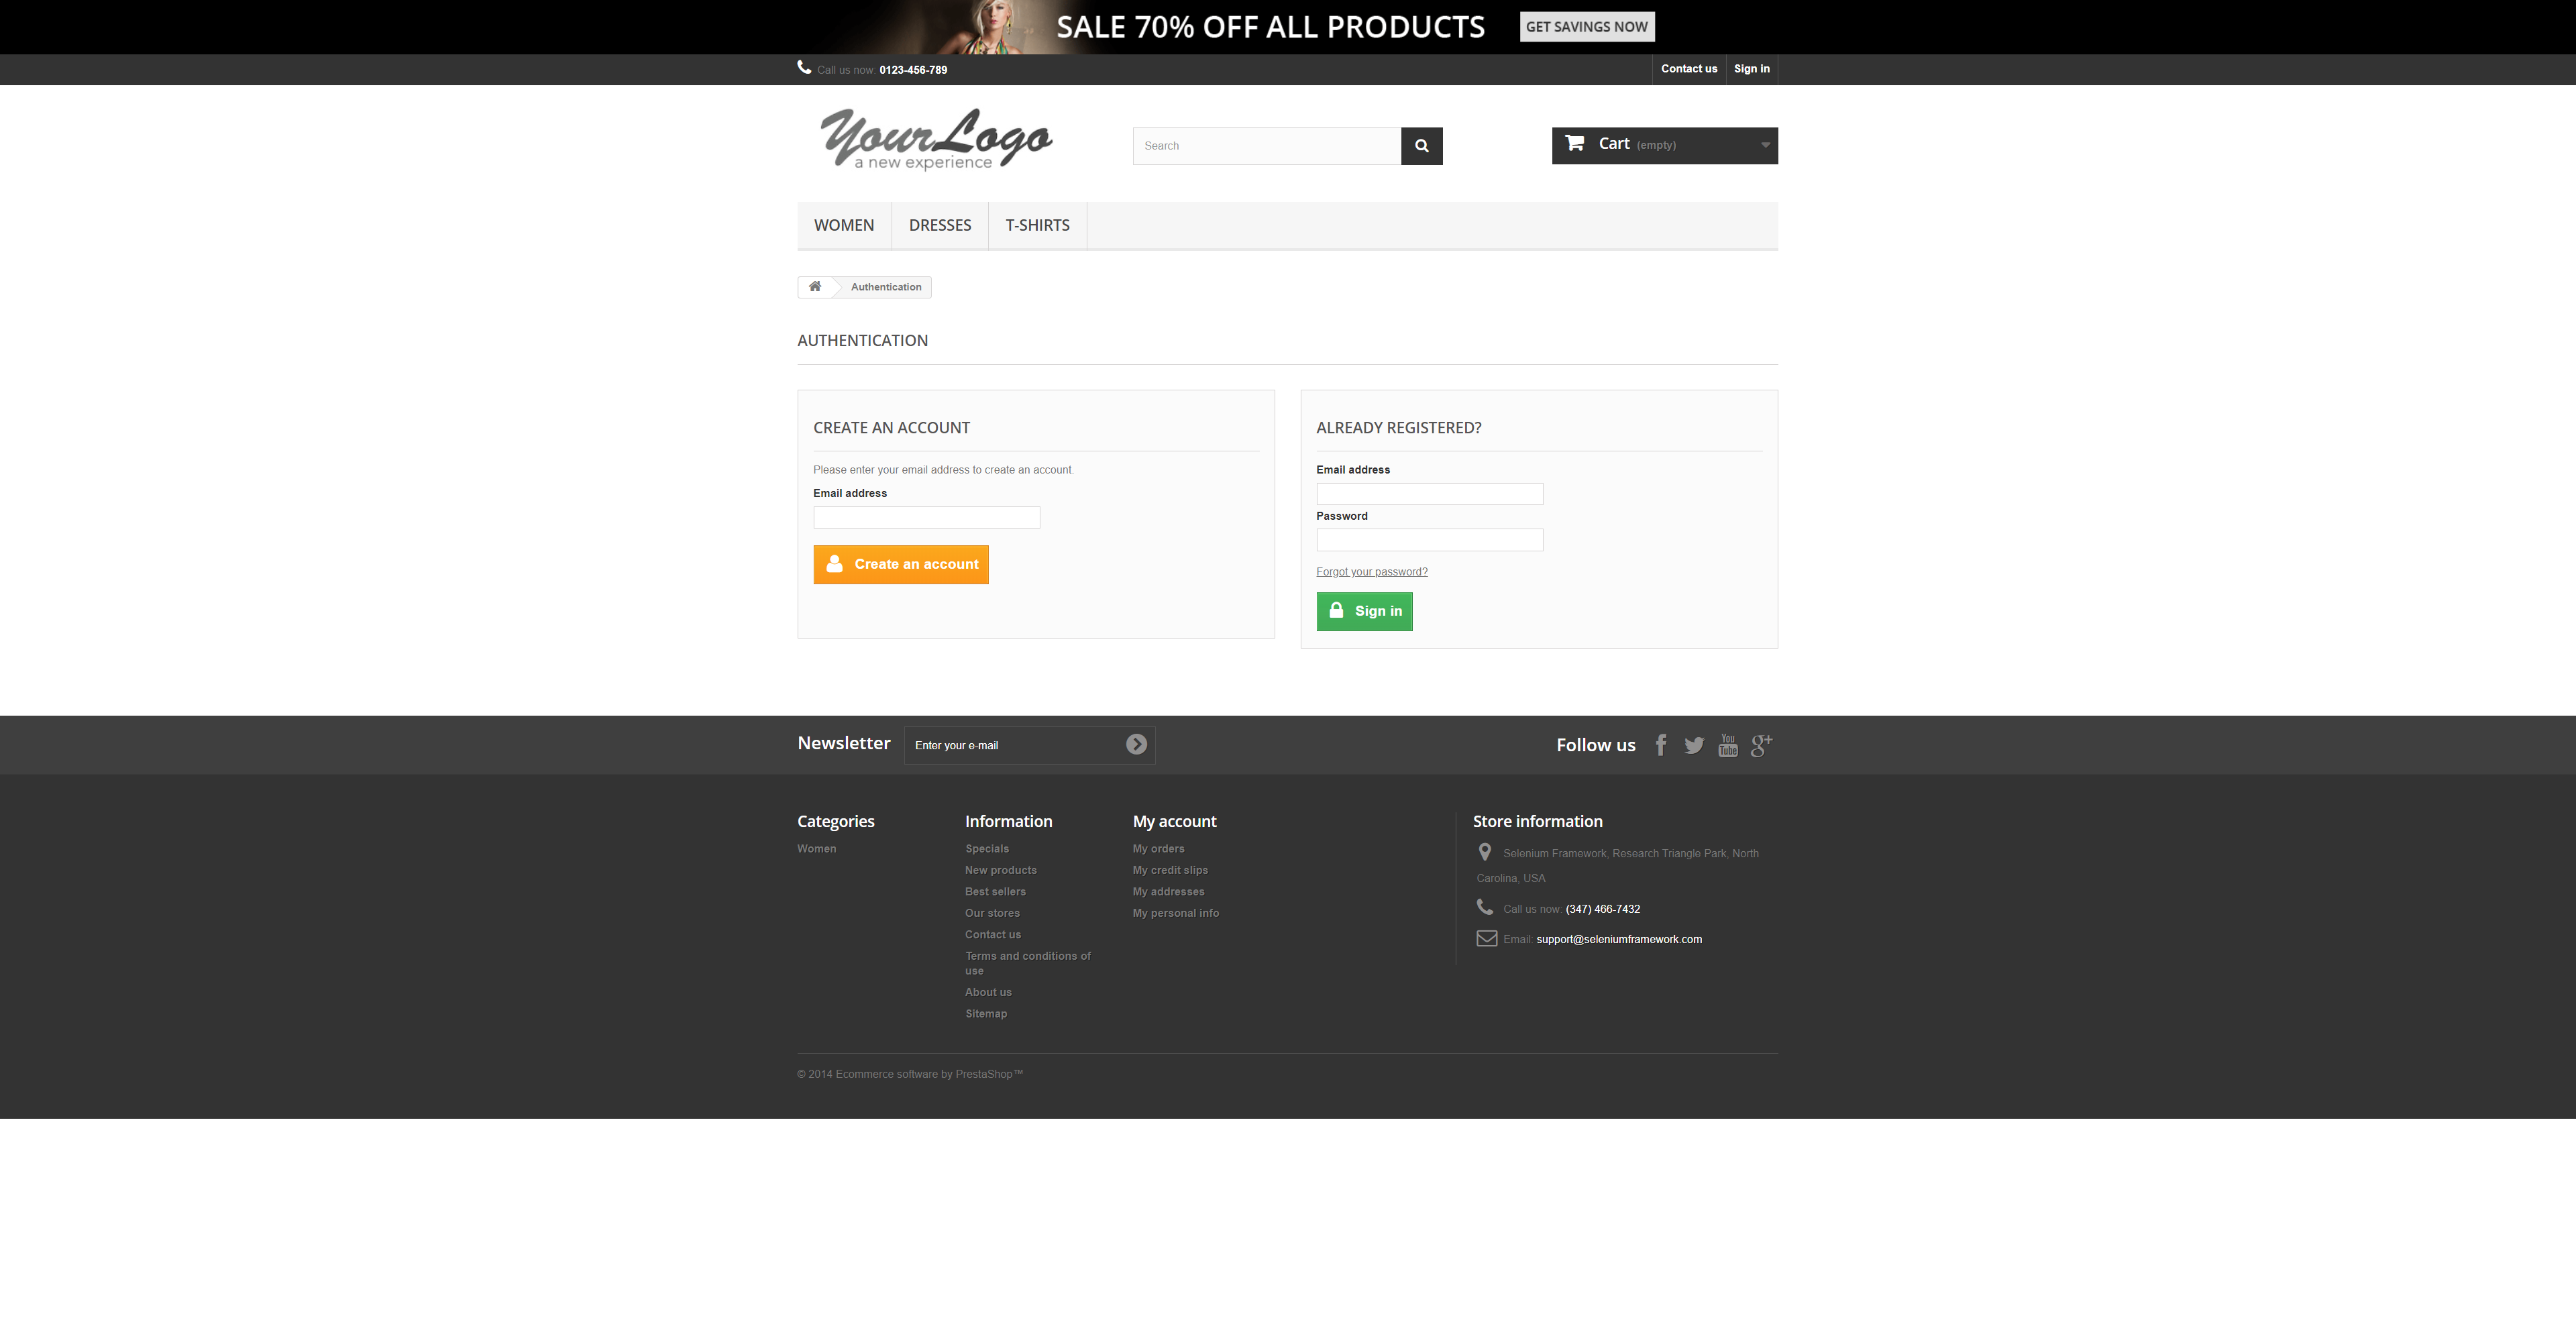 SALE 70% OFF ALL PRODUCTS GET SAVINGS NOW
Call us now: 0123-456-789 Contact us Sign in
YourLogo
a new experience
Search
Cart (empty)
WOMEN DRESSES T-SHIRTS
Authentication
AUTHENTICATION
CREATE AN ACCOUNT
Please enter your email address to create an account.
Email address
Create an account
ALREADY REGISTERED?
Email address
Password
Forgot your password?
Sign in
Newsletter Enter your e-mail Follow us
You
Tube
g+
Categories
Women
Information
Specials
New products
Best sellers
Our stores
Contact us
Terms and conditions of
use
About us
Sitemap
My account
My orders
My credit slips
My addresses
My personal info
Store information
Selenium Framework, Research Triangle Park, North
Carolina, USA
Call us now: (347) 466-7432
Email: support@seleniumframework.com
© 2014 Ecommerce software by PrestaShop™